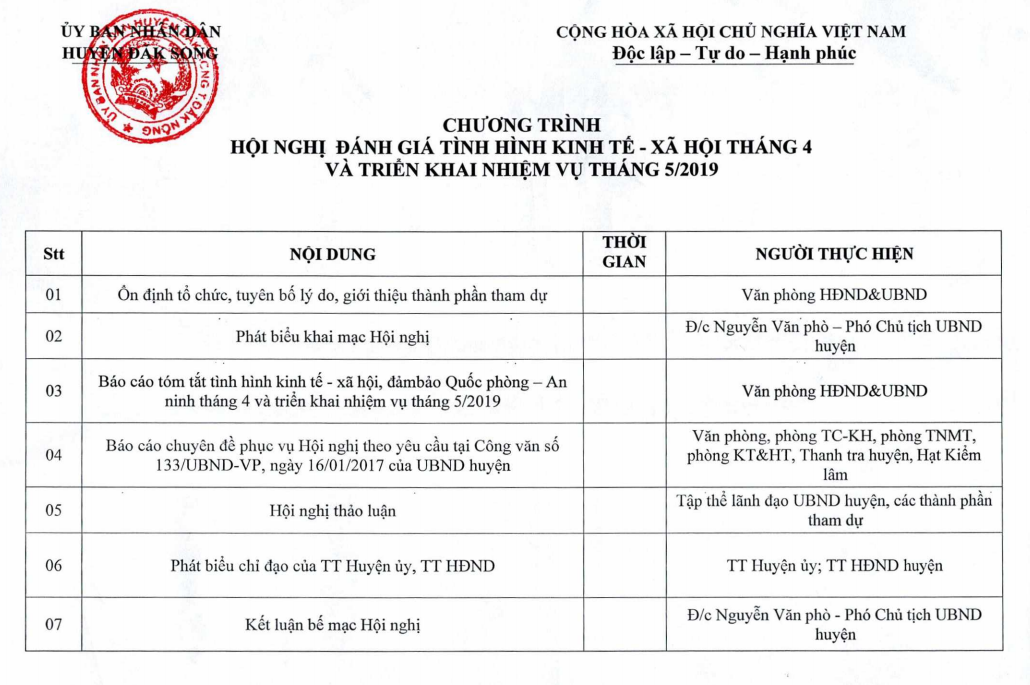 ỦY BAN NHÂN DÂN
HUYỆN ĐĂK SONG
CỘNG HÒA XÃ HỘI CHỦ NGHĨA VIỆT NAM
Độc lập – Tự do – Hạnh phúc
CHƯƠNG TRÌNH
HỘI NGHỊ ĐÁNH GIÁ TÌNH HÌNH KINH TẾ - XÃ HỘI THÁNG 4
VÀ TRIỂN KHAI NHIỆM VỤ THÁNG 5/2019
Stt
NỘI DUNG
THỜI
GIAN
NGƯỜI THỰC HIỆN
01
Ổn định tổ chức, tuyên bố lý do, giới thiệu thành phần tham dự
Văn phòng HĐND&UBND
02
Phát biểu khai mạc Hội nghị
Đ/c Nguyễn Văn phò – Phó Chủ tịch UBND
huyện
03
Báo cáo tóm tắt tình hình kinh tế - xã hội, đảmbảo Quốc phòng – An
ninh tháng 4 và triển khai nhiệm vụ tháng 5/2019
Văn phòng HĐND&UBND
04
Báo cáo chuyên đề phục vụ Hội nghị theo yêu cầu tại Công văn số
133/UBND-VP, ngày 16/01/2017 của UBND huyện
Văn phòng, phòng TC-KH, phòng TNMT,
phòng KT&HT, Thanh tra huyện, Hạt Kiểm
lâm
05
Hội nghị thảo luận
Tập thể lãnh đạo UBND huyện, các thành phần
tham dự
06
Phát biểu chỉ đạo của TT Huyện ủy, TT HĐND
TT Huyện ủy; TT HĐND huyện
07
Kết luận bế mạc Hội nghị
Đ/c Nguyễn Văn phò - Phó Chủ tịch UBND
huyện